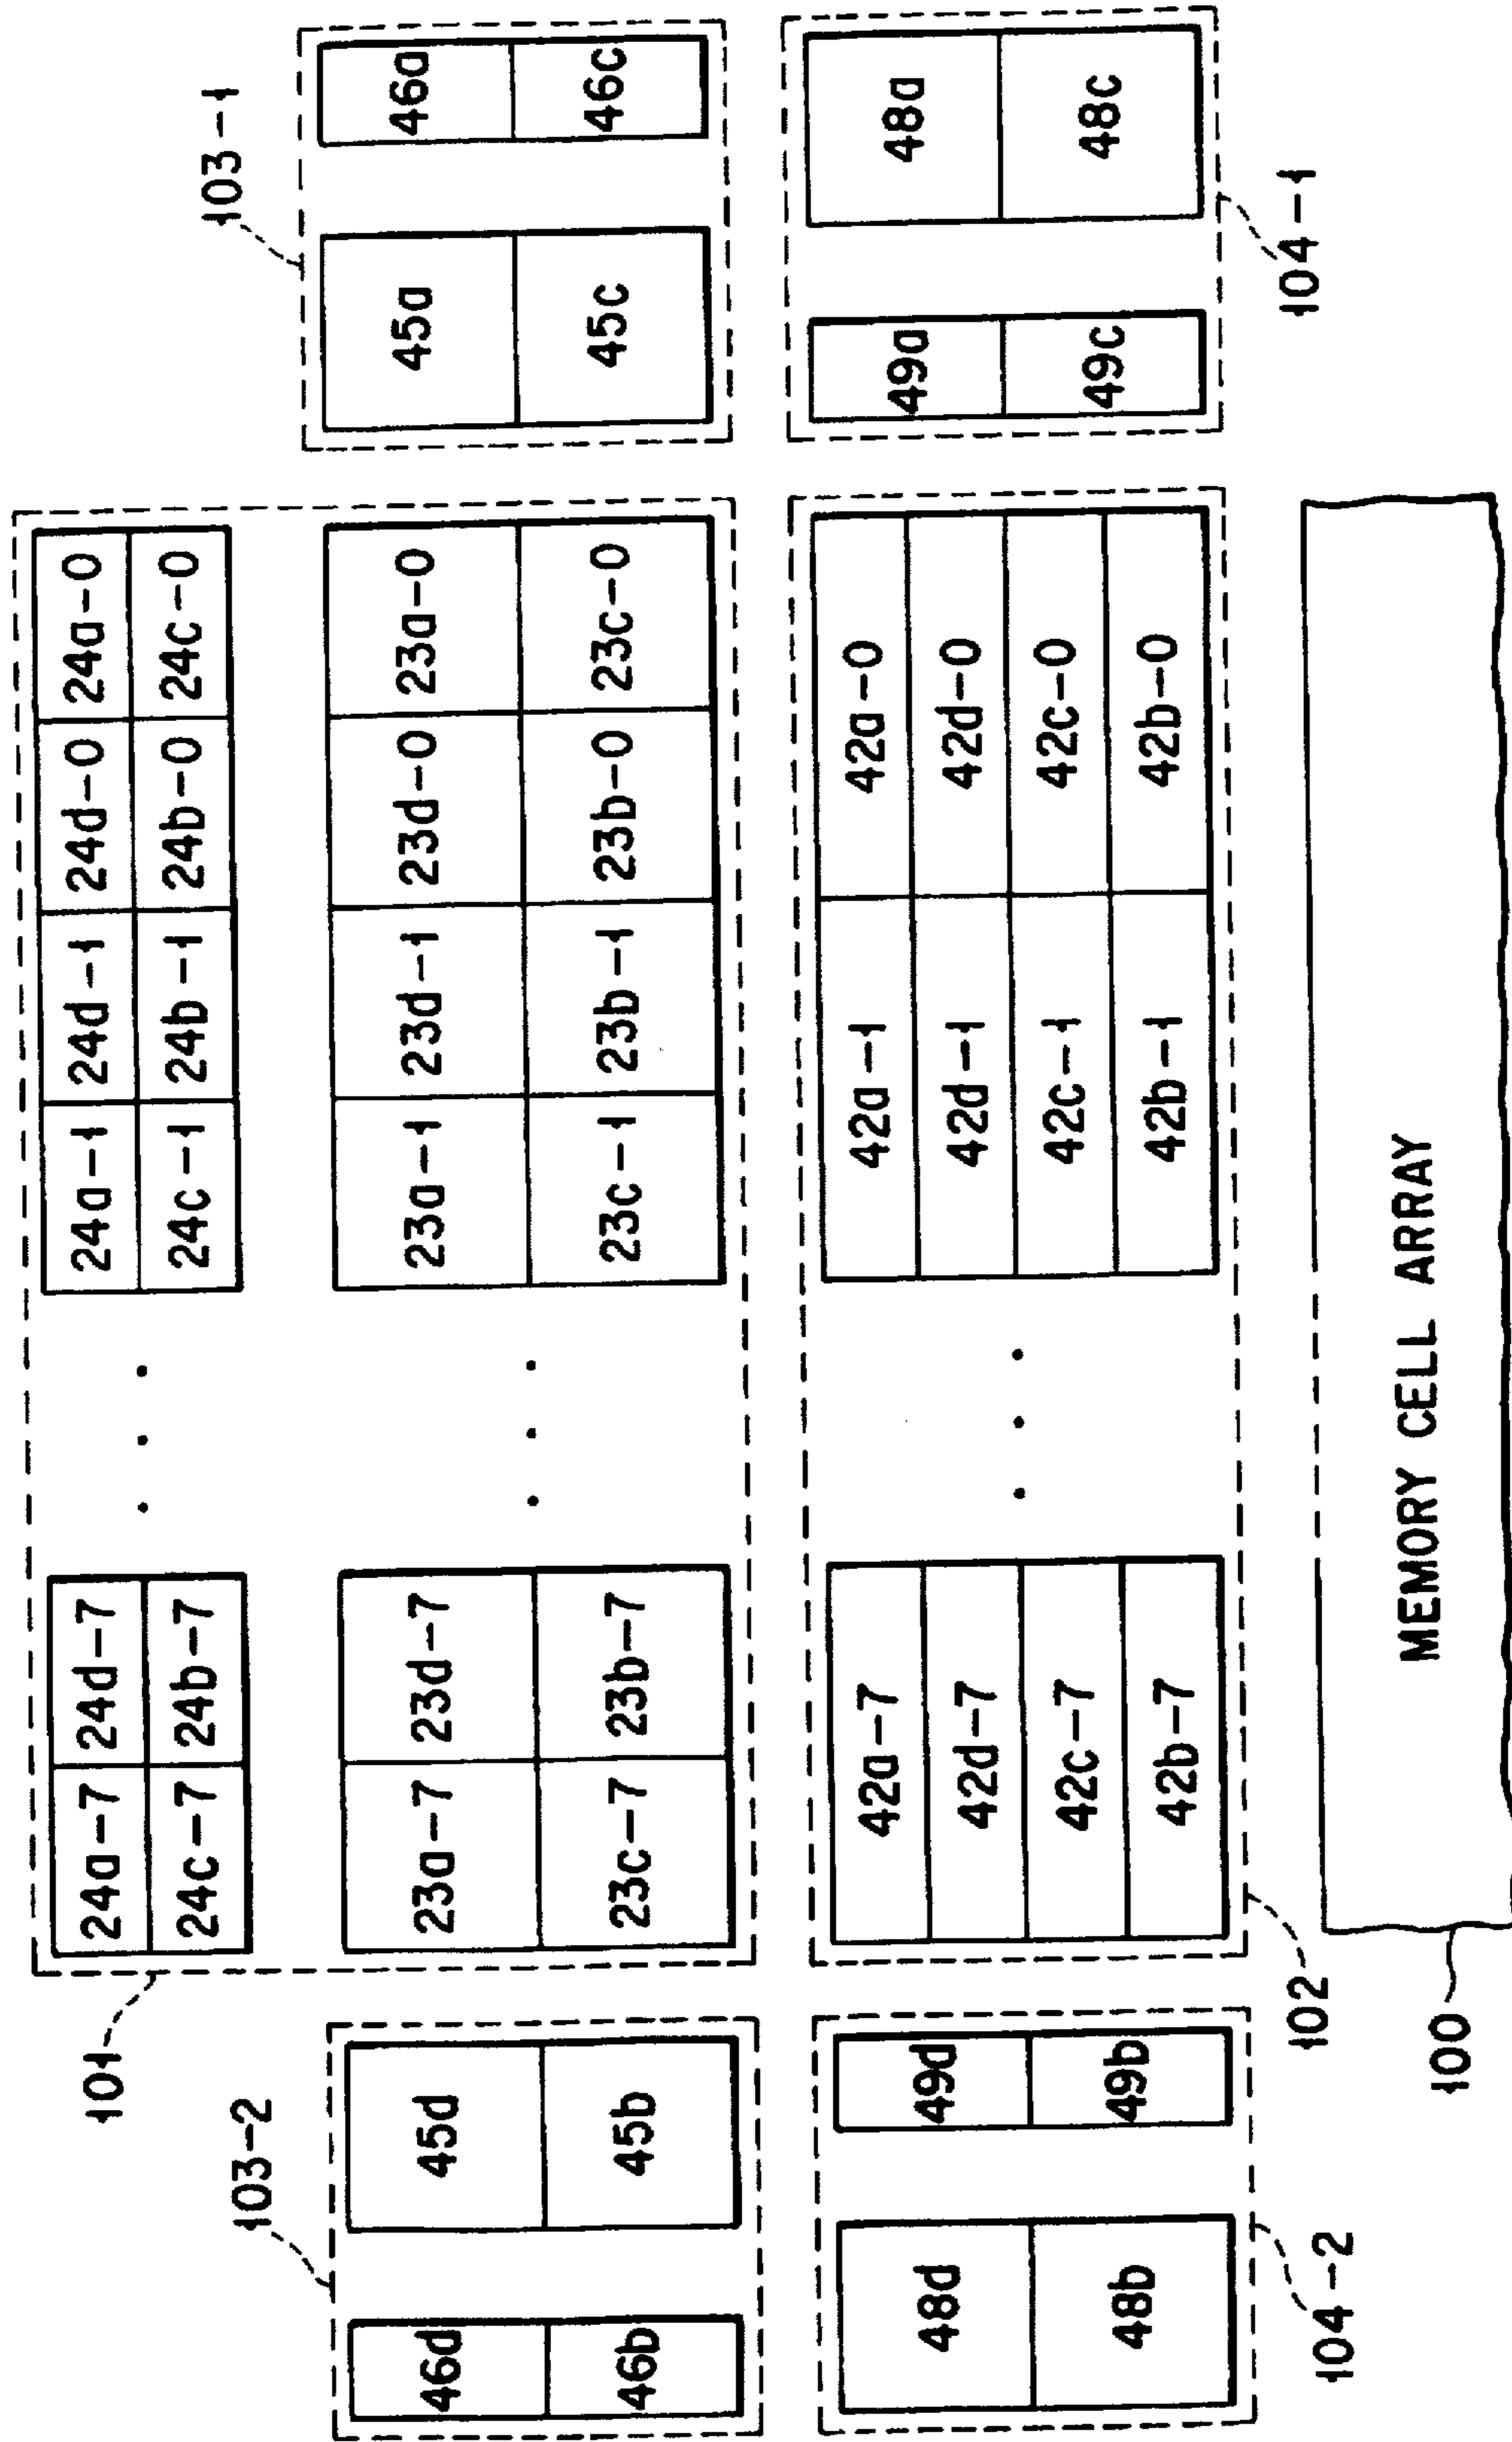 101
24a-7 24d-7 24a-1 24d-1 24d-0 24a-0
24c-7 24b-7 24c-1 24b-1 24b-0 24c-0
103-2
103-1
46d 45d 23a-7 23d-7 23a-1 23d-1 23d-0 23a-0 45a 46a
46b 45b 23c-7 23b-7 23c-1 23b-1 23b-0 23c-0 45c 46c
48d 49d 42a-7 42a-1 42a-0 49a 48a
42d-7 42d-1 42d-0
48b 49b 42c-7 42c-1 42c-0 49c 48c
42b-7 42b-1 42b-0
104-2
102
104-1
100
MEMORY CELL ARRAY